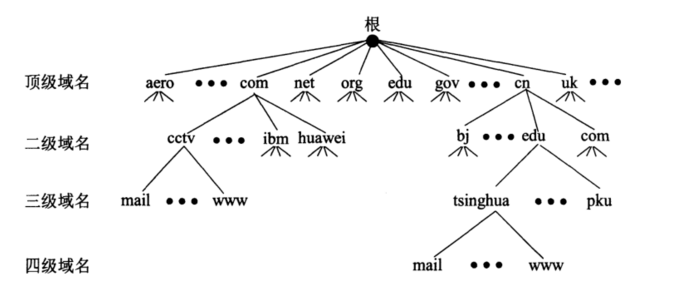 根
顶级域名 aero ••• com net org edu gov ••• cn uk •••
二级域名 cctv ••• ibm huawei bj ••• edu com
三级域名 mail ••• www tsinghua ••• pku
四级域名 mail ••• www